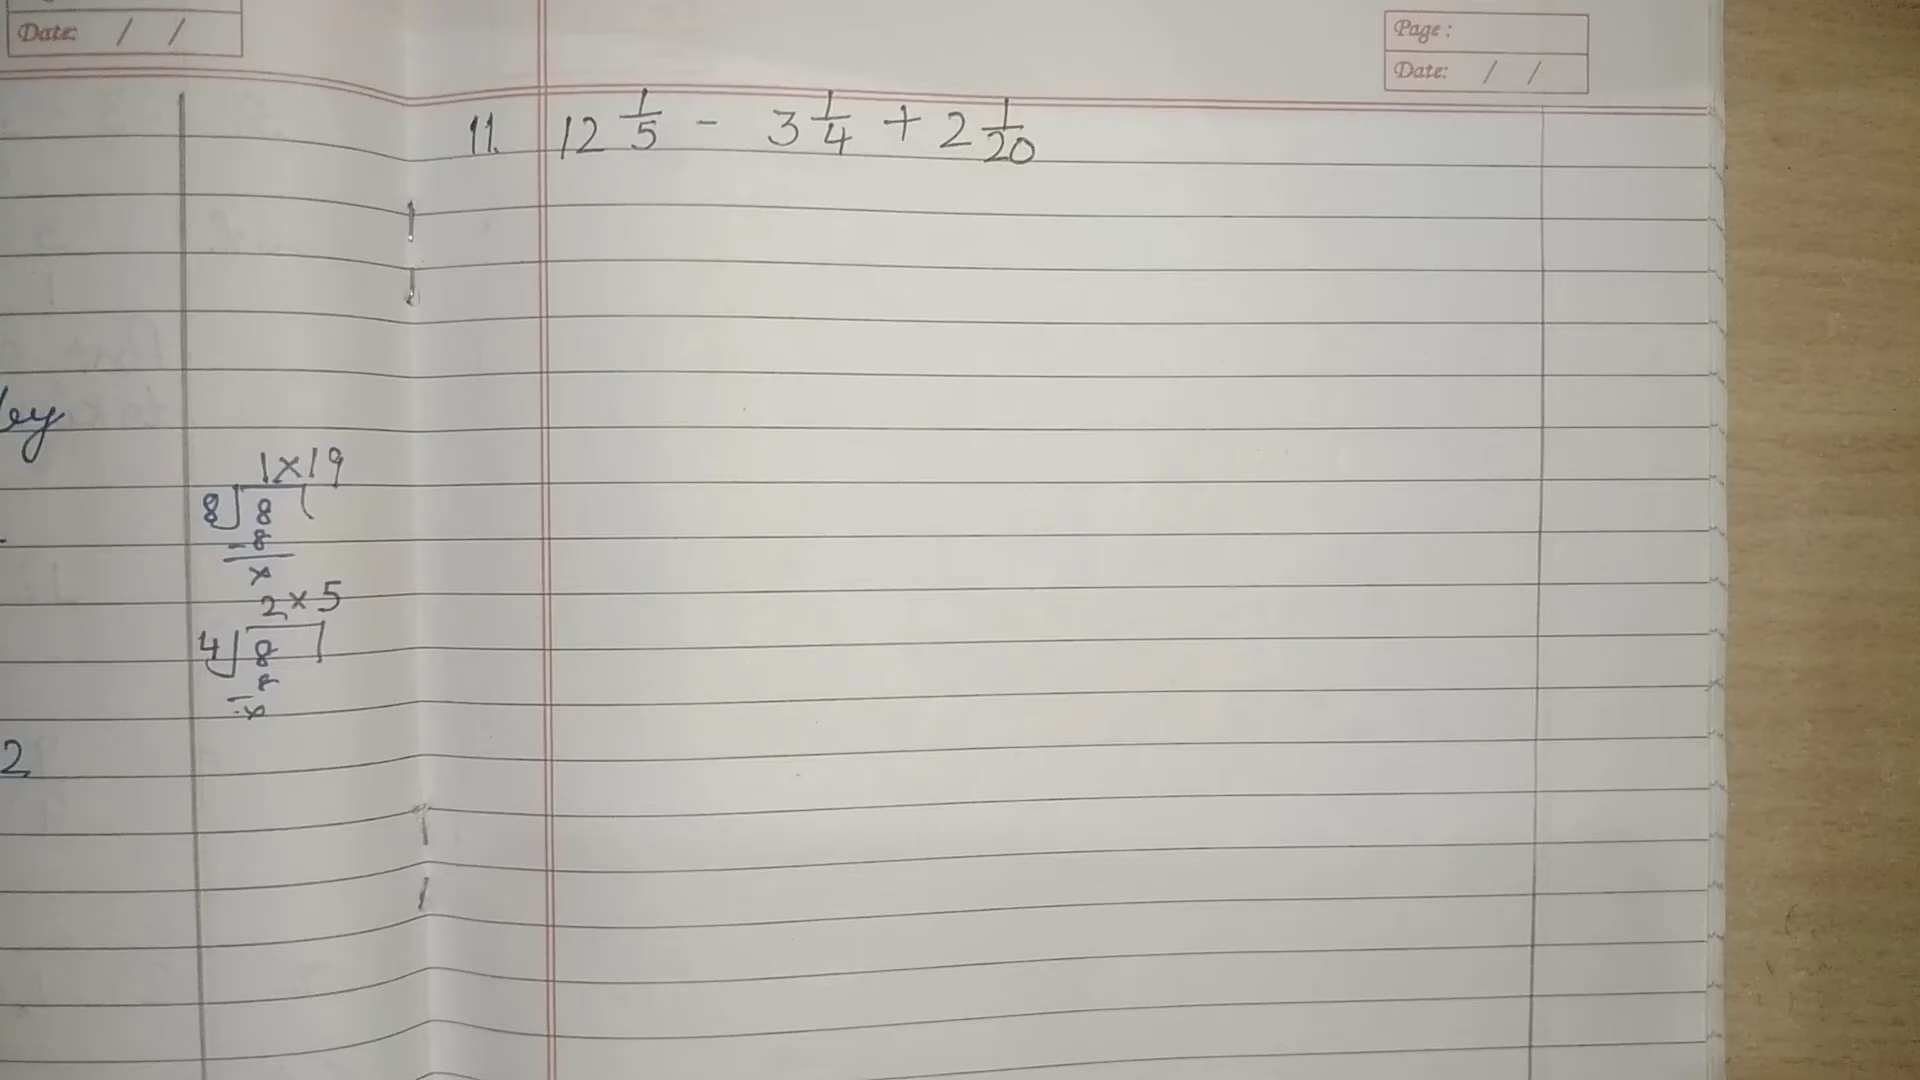 Date: / /
Page :
Date: / /
11. 12 1/5 - 3 1/4 + 2 1/20
ey
1×19
8 8
-8
×
2×5
4 8
8
-×
2